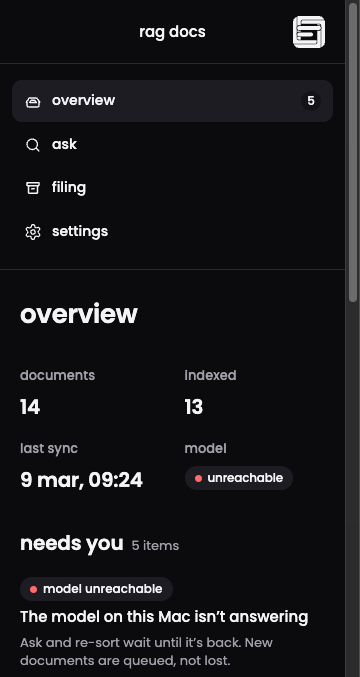 rag docs
overview 5
ask
filing
settings
overview
documents indexed
14 13
last sync model
9 mar, 09:24 unreachable
needs you 5 items
model unreachable
The model on this Mac isn’t answering
Ask and re-sort wait until it’s back. New
documents are queued, not lost.